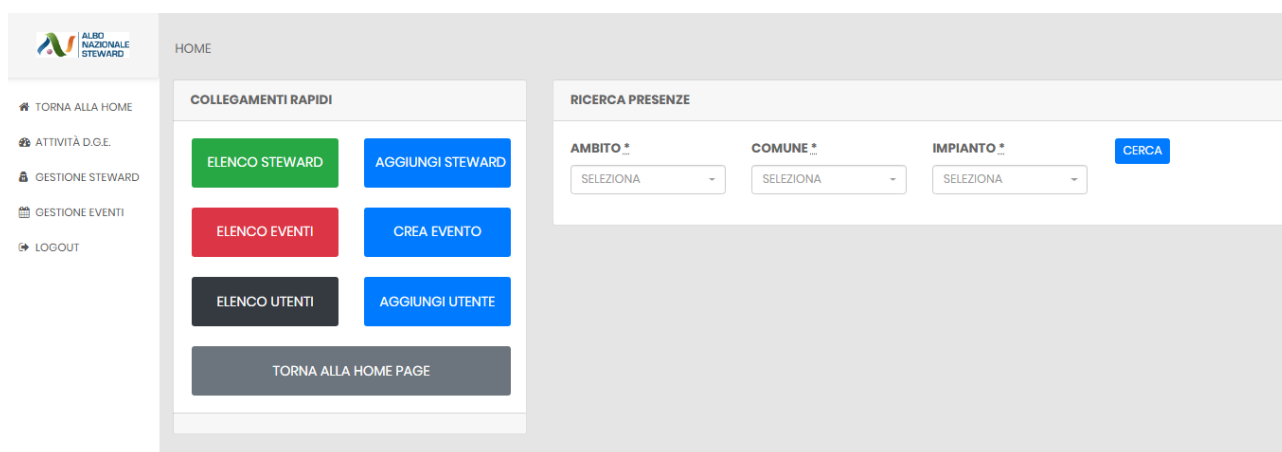 ALBO
NAZIONALE
STEWARD
HOME
TORNA ALLA HOME
ATTIVITÀ D.G.E.
GESTIONE STEWARD
GESTIONE EVENTI
LOGOUT
COLLEGAMENTI RAPIDI
ELENCO STEWARD
AGGIUNGI STEWARD
ELENCO EVENTI
CREA EVENTO
ELENCO UTENTI
AGGIUNGI UTENTE
TORNA ALLA HOME PAGE
RICERCA PRESENZE
AMBITO *
COMUNE *
IMPIANTO *
SELEZIONA
SELEZIONA
SELEZIONA
CERCA